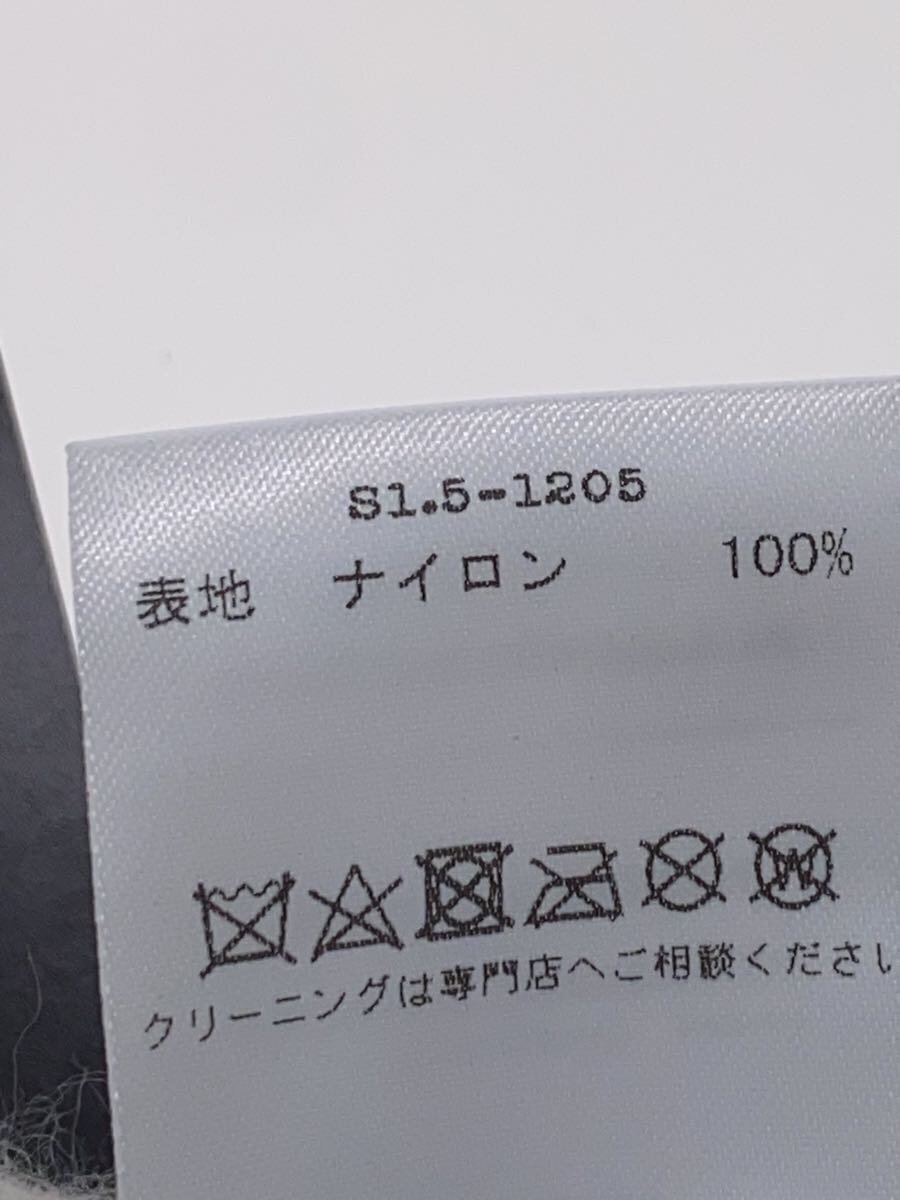 S1.5-1205
表地 ナイロン 100%
W
クリーニングは専門店へご相談くださ